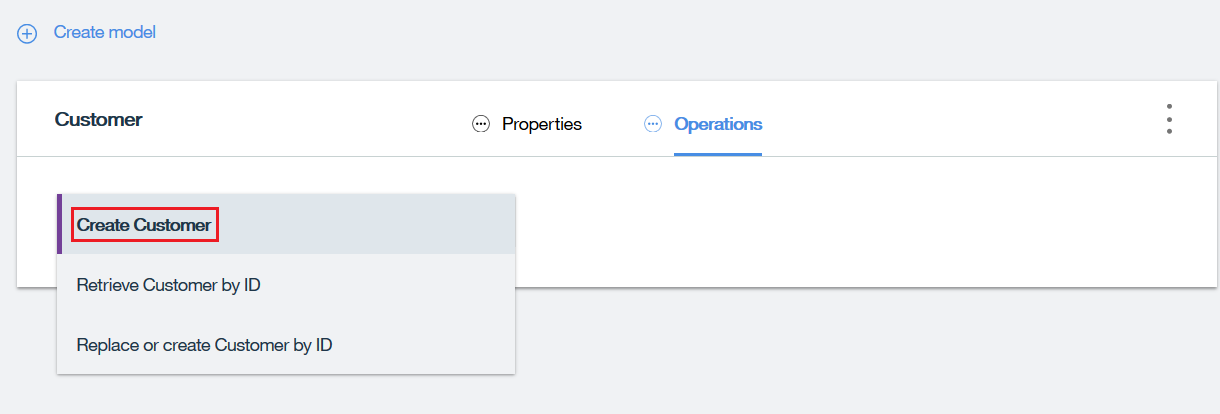 Create model
Customer
Properties
Operations
Create Customer
Retrieve Customer by ID
Replace or create Customer by ID